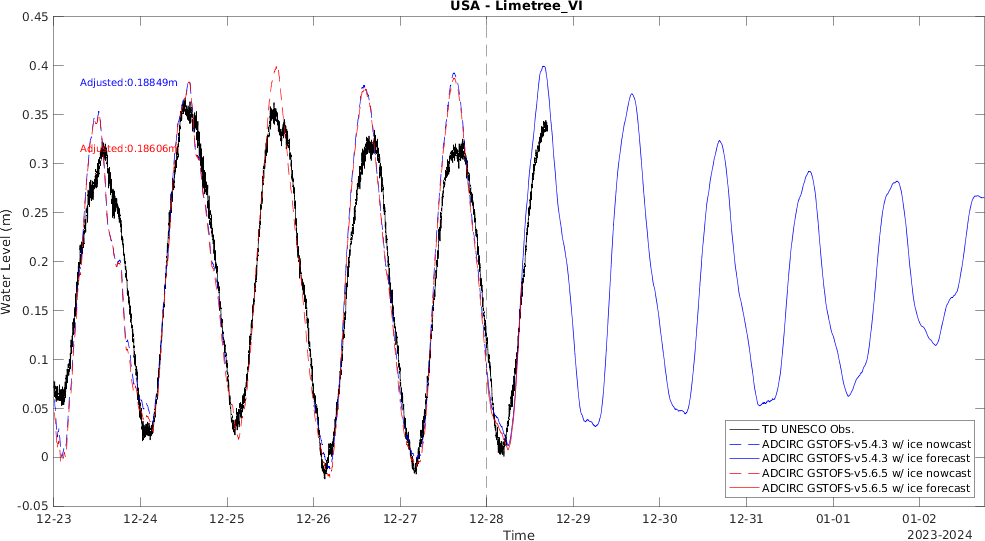 USA - Limetree_VI
0.45
0.4
0.35
0.3
0.25
0.2
0.15
0.1
0.05
0
-0.05
Water Level (m)
Adjusted:0.18849m
Adjusted:0.18606m
TD UNESCO Obs.
ADCIRC GSTOFS-v5.4.3 w/ ice nowcast
ADCIRC GSTOFS-v5.4.3 w/ ice forecast
ADCIRC GSTOFS-v5.6.5 w/ ice nowcast
ADCIRC GSTOFS-v5.6.5 w/ ice forecast
12-23 12-24 12-25 12-26 12-27 12-28 12-29 12-30 12-31 01-01 01-02
Time
2023-2024